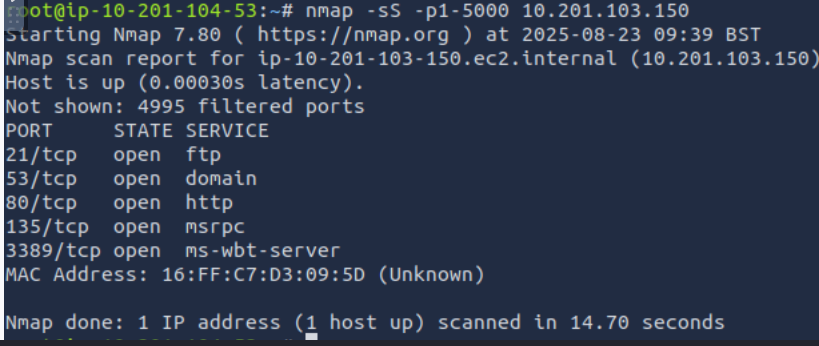 oot@ip-10-201-104-53:~# nmap -sS -p1-5000 10.201.103.150
Starting Nmap 7.80 ( https://nmap.org ) at 2025-08-23 09:39 BST
Nmap scan report for ip-10-201-103-150.ec2.internal (10.201.103.150)
Host is up (0.00030s latency).
Not shown: 4995 filtered ports
PORT     STATE SERVICE
21/tcp   open  ftp
53/tcp   open  domain
80/tcp   open  http
135/tcp  open  msrpc
3389/tcp open  ms-wbt-server
MAC Address: 16:FF:C7:D3:09:5D (Unknown)
Nmap done: 1 IP address (1 host up) scanned in 14.70 seconds